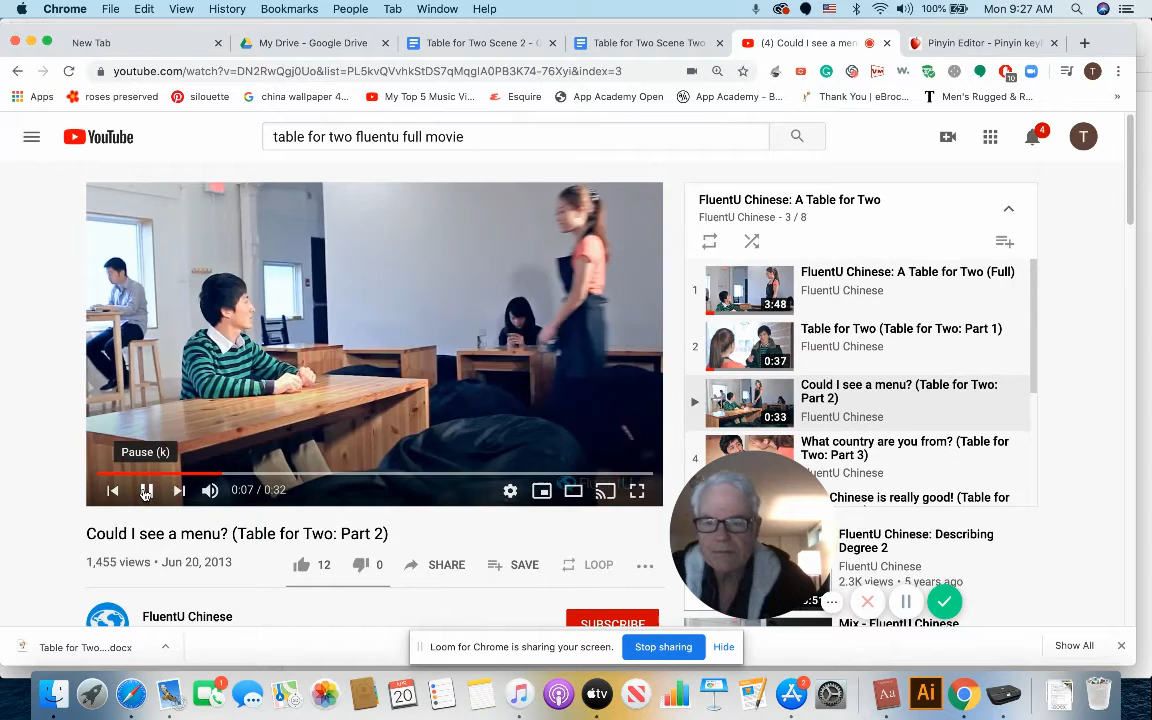 Chrome File Edit View History Bookmarks People Tab Window Help 100% Mon 9:27 AM
New Tab My Drive - Google Drive Table for Two Scene 2 - G Table for Two Scene Two (4) Could I see a men Pinyin Editor - Pinyin key
youtube.com/watch?v=DN2RwQgj0Uo&list=PL5kvQVvhkStDS7qMqgIA0PB3K74-76Xyi&index=3
10
T
Apps roses preserved silouette china wallpaper 4... My Top 5 Music Vi... Esquire App Academy Open App Academy - B... Thank You | eBroc... Men's Rugged & R... »
YouTube table for two fluentu full movie 4 T
FluentU Chinese: A Table for Two
FluentU Chinese - 3 / 8
1 FluentU Chinese: A Table for Two (Full)
FluentU Chinese
3:48
2 Table for Two (Table for Two: Part 1)
FluentU Chinese
0:37
Could I see a menu? (Table for Two:
Part 2)
FluentU Chinese
0:33
4 What country are you from? (Table for
Two: Part 3)
Chinese is really good! (Table for
Pause (k)
0:07 / 0:32
Could I see a menu? (Table for Two: Part 2)
1,455 views • Jun 20, 2013
12 0 SHARE SAVE LOOP
FluentU Chinese
SUBSCRIBE
FluentU Chinese: Describing
Degree 2
FluentU Chinese
2.3K views • 5 years ago
Mix - FluentU Chinese
Table for Two....docx
Loom for Chrome is sharing your screen. Stop sharing Hide
Show All
1 APR 20 tv 2 Aa Ai